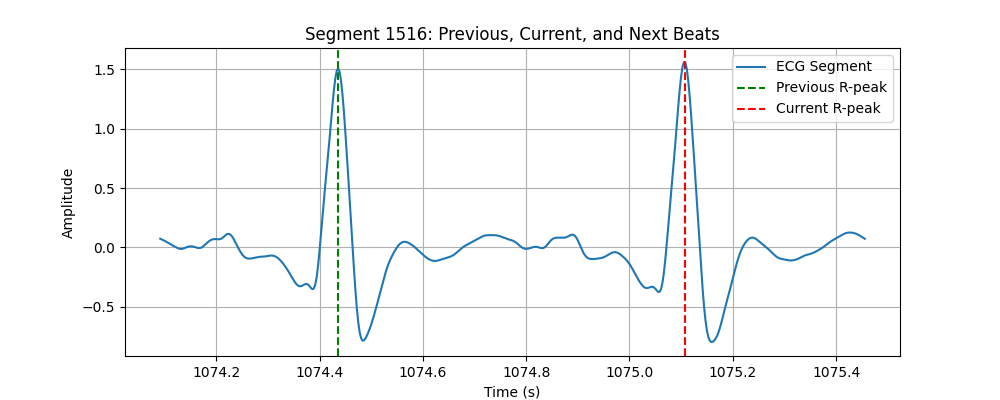 Segment 1516: Previous, Current, and Next Beats
ECG Segment
Previous R-peak
Current R-peak
1.5
1.0
0.5
0.0
−0.5
Amplitude
1074.2 1074.4 1074.6 1074.8 1075.0 1075.2 1075.4
Time (s)